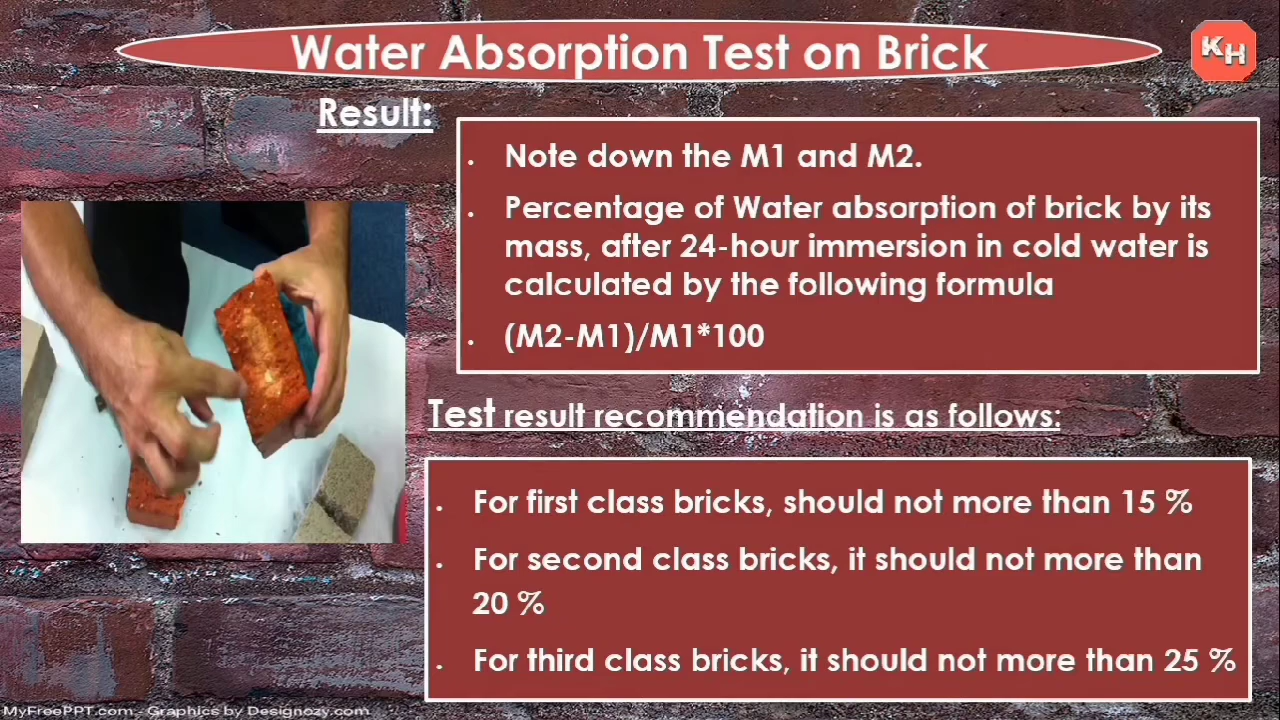 Water Absorption Test on Brick
KH
Result:
. Note down the M1 and M2.
. Percentage of Water absorption of brick by its
mass, after 24-hour immersion in cold water is
calculated by the following formula
. (M2-M1)/M1*100
Test result recommendation is as follows:
. For first class bricks, should not more than 15 %
. For second class bricks, it should not more than
20 %
. For third class bricks, it should not more than 25 %
MyFreePPT.com - Graphics by Designozy.com